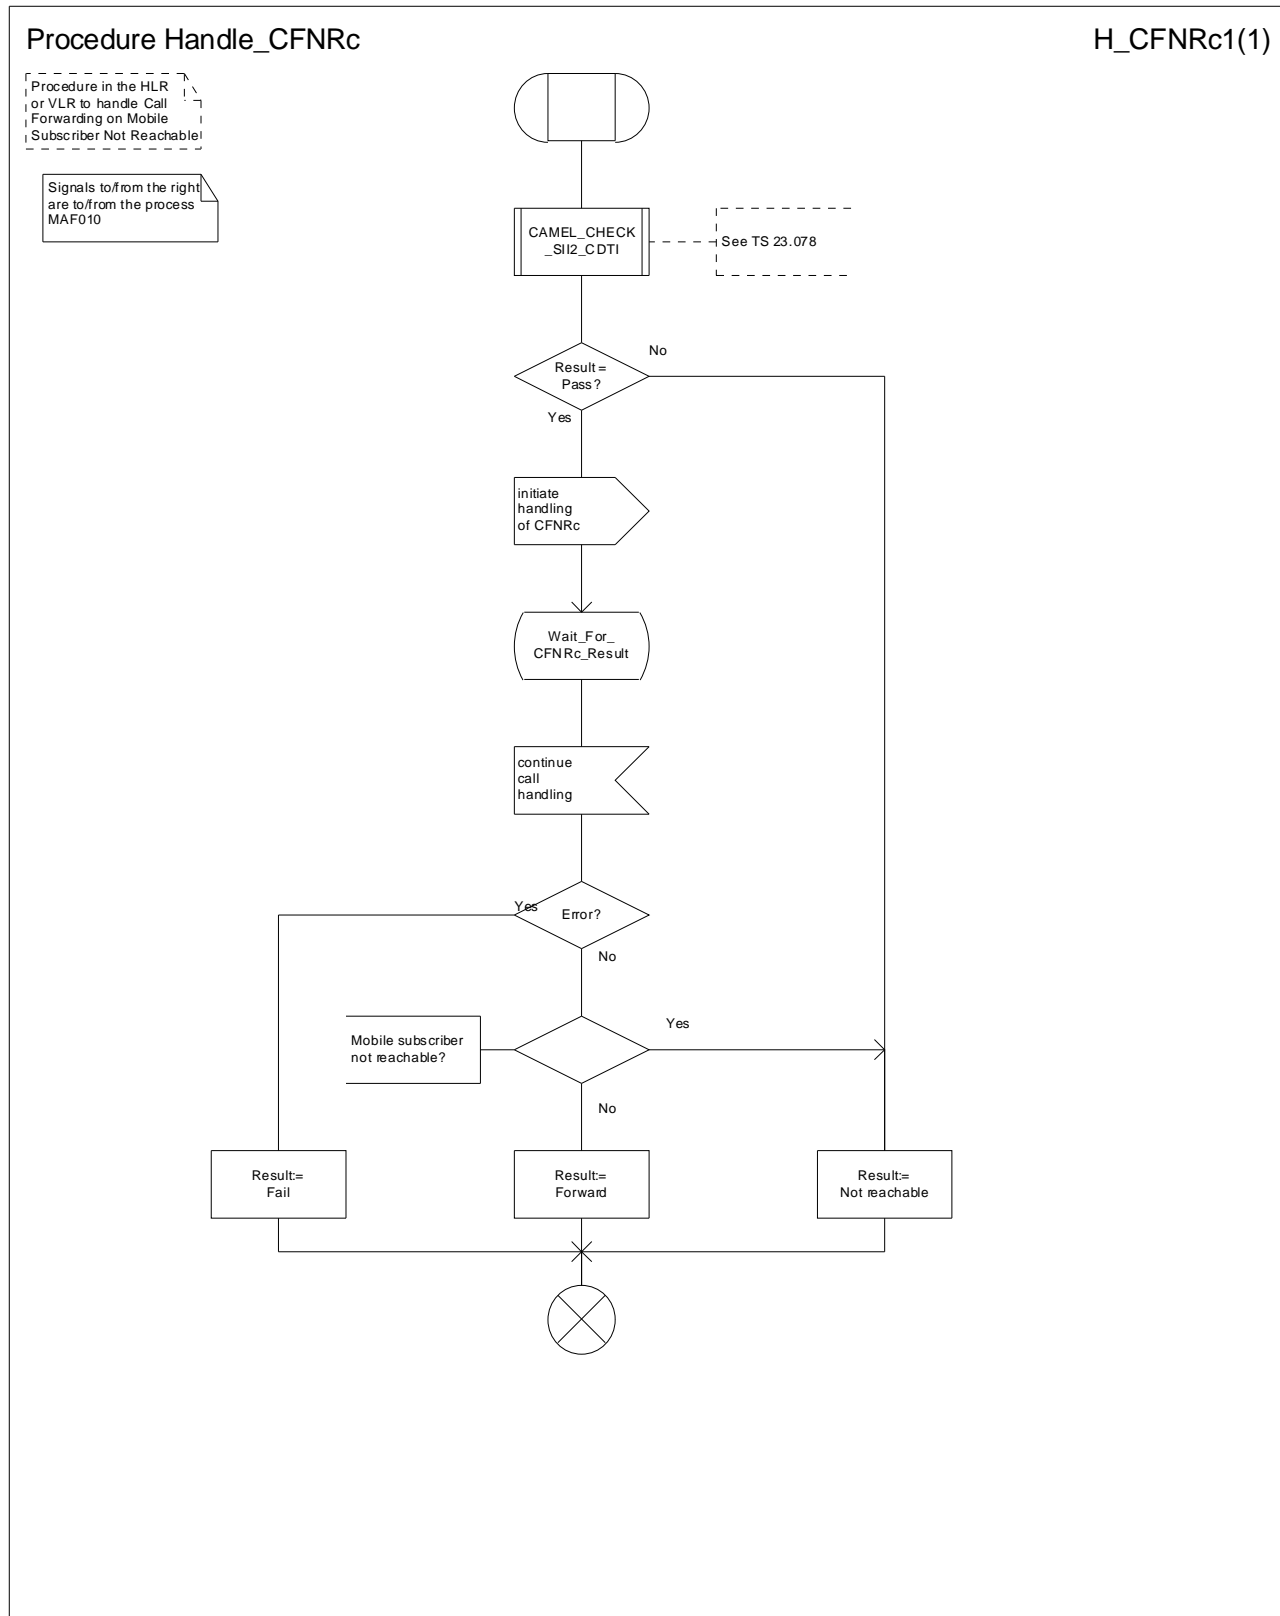 Procedure Handle_CFNRc
H_CFNRc1(1)
Procedure in the HLR
or VLR to handle Call
Forwarding on Mobile
Subscriber Not Reachable
Signals to/from the right
are to/from the process
MAF010
CAMEL_CHECK
_SII2_CDTI
See TS 23.078
Result =
Pass?
No
Yes
initiate
handling
of CFNRc
Wait_For_
CFNRc_Result
continue
call
handling
Yes
Error?
No
Mobile subscriber
not reachable?
Yes
No
Result:=
Fail
Result:=
Forward
Result:=
Not reachable